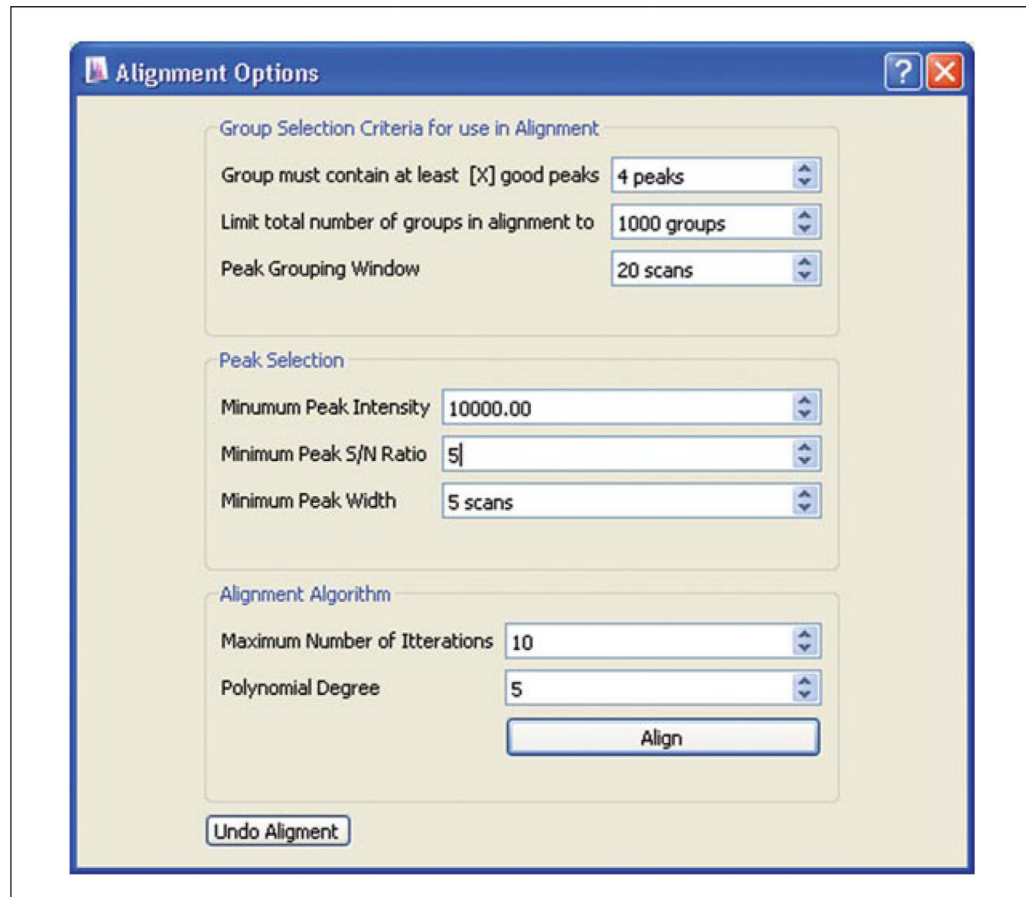 Alignment Options
Group Selection Criteria for use in Alignment
Group must contain at least [X] good peaks 4 peaks
Limit total number of groups in alignment to 1000 groups
Peak Grouping Window 20 scans
Peak Selection
Minumum Peak Intensity 10000.00
Minimum Peak S/N Ratio 5
Minimum Peak Width 5 scans
Alignment Algorithm
Maximum Number of Itterations 10
Polynomial Degree 5
Align
Undo Aligment